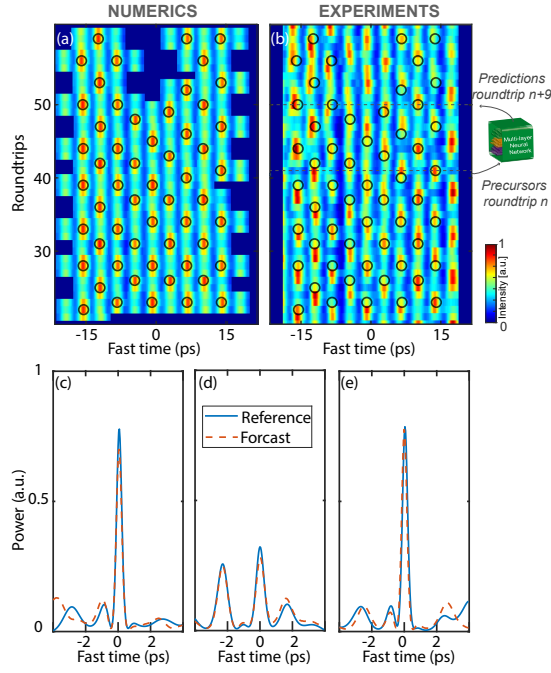 NUMERICS
EXPERIMENTS
(a)
(b)
Predictions
roundtrip n+9
Multi-layer
Neural
Network
Precursors
roundtrip n
Roundtrips
50
40
30
-15
0
15
Fast time (ps)
-15
0
15
Fast time (ps)
1
Intensity [a.u.]
0
(c)
(d)
(e)
Reference
Forcast
Power (a.u.)
1
0.5
0
-2
0
2
Fast time (ps)
-2
0
2
Fast time (ps)
-2
0
2
Fast time (ps)